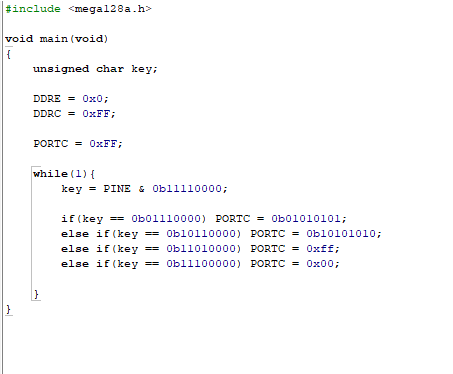 #include <mega128a.h>
void main(void)
{
unsigned char key;
DDRE = 0x0;
DDRC = 0xFF;
PORTC = 0xFF;
while(1){
key = PINE & 0b11110000;
if(key == 0b01110000) PORTC = 0b01010101;
else if(key == 0b10110000) PORTC = 0b10101010;
else if(key == 0b11010000) PORTC = 0xff;
else if(key == 0b11100000) PORTC = 0x00;
}
}